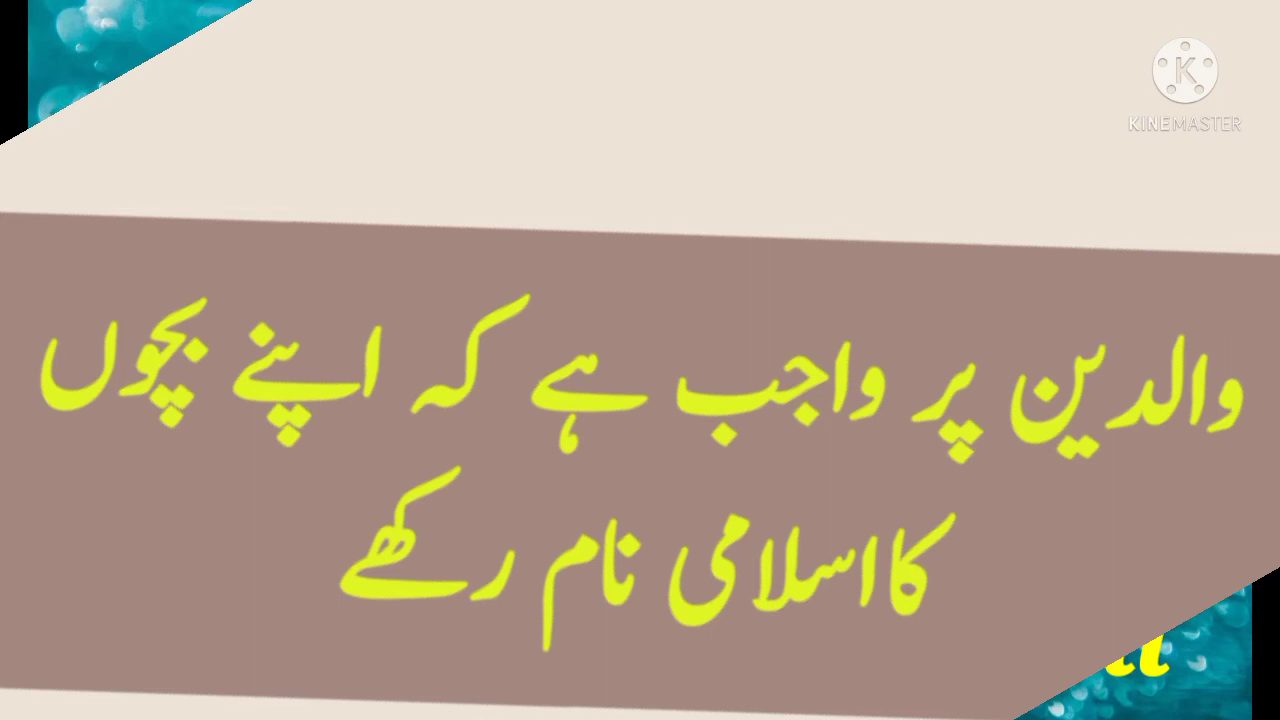 KINEMASTER
والدین پر واجب ہے کہ اپنے بچوں
کا اسلامی نام رکھے